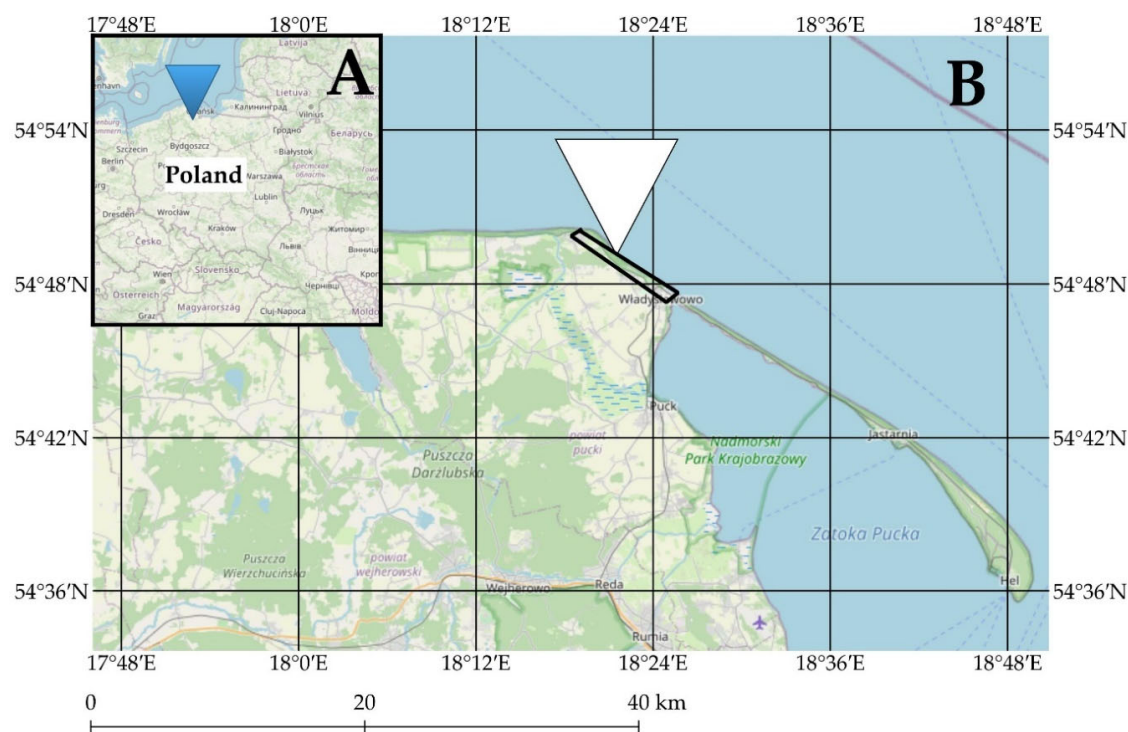 17°48′E 18°0′E 18°12′E 18°24′E 18°36′E 18°48′E
A
B
Latvija
Lietuva
Калининград
Vilnius
Гродно
Беларусь
Bydgoszcz
Szczecin
Berlin
Białystok
Брестская
область
Poland
Warszawa
Lublin
Dresden
Wrocław
Луцьк
Kraków
Житомир
Česko
Львів
Wien
Slovensko
Чернівці
Österreich
Magyarország
Graz
Cluj-Napoca
54°54′N 54°54′N
54°48′N 54°48′N
Władysławowo
Puck
powiat
pucki
54°42′N 54°42′N
Jastarnia
Nadmorski
Park Krajobrazowy
Puszcza
Darżlubska
Zatoka Pucka
Puszcza
Wierzchucińska
powiat
wejherowski
54°36′N 54°36′N
Wejherowo
Reda
Hel
Rumia
17°48′E 18°0′E 18°12′E 18°24′E 18°36′E 18°48′E
0 20 40 km